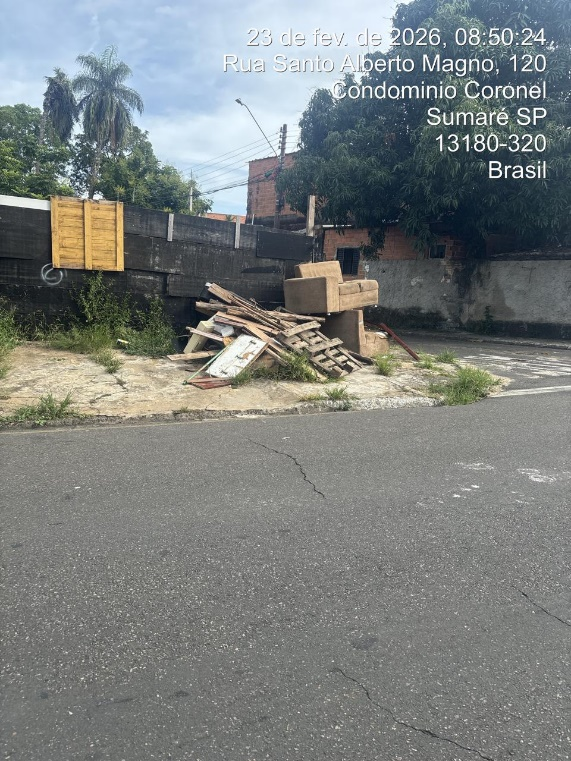 23 de fev. de 2026, 08:50:24
Rua Santo Alberto Magno, 120
Condominio Coronel
Sumaré SP
13180-320
Brasil